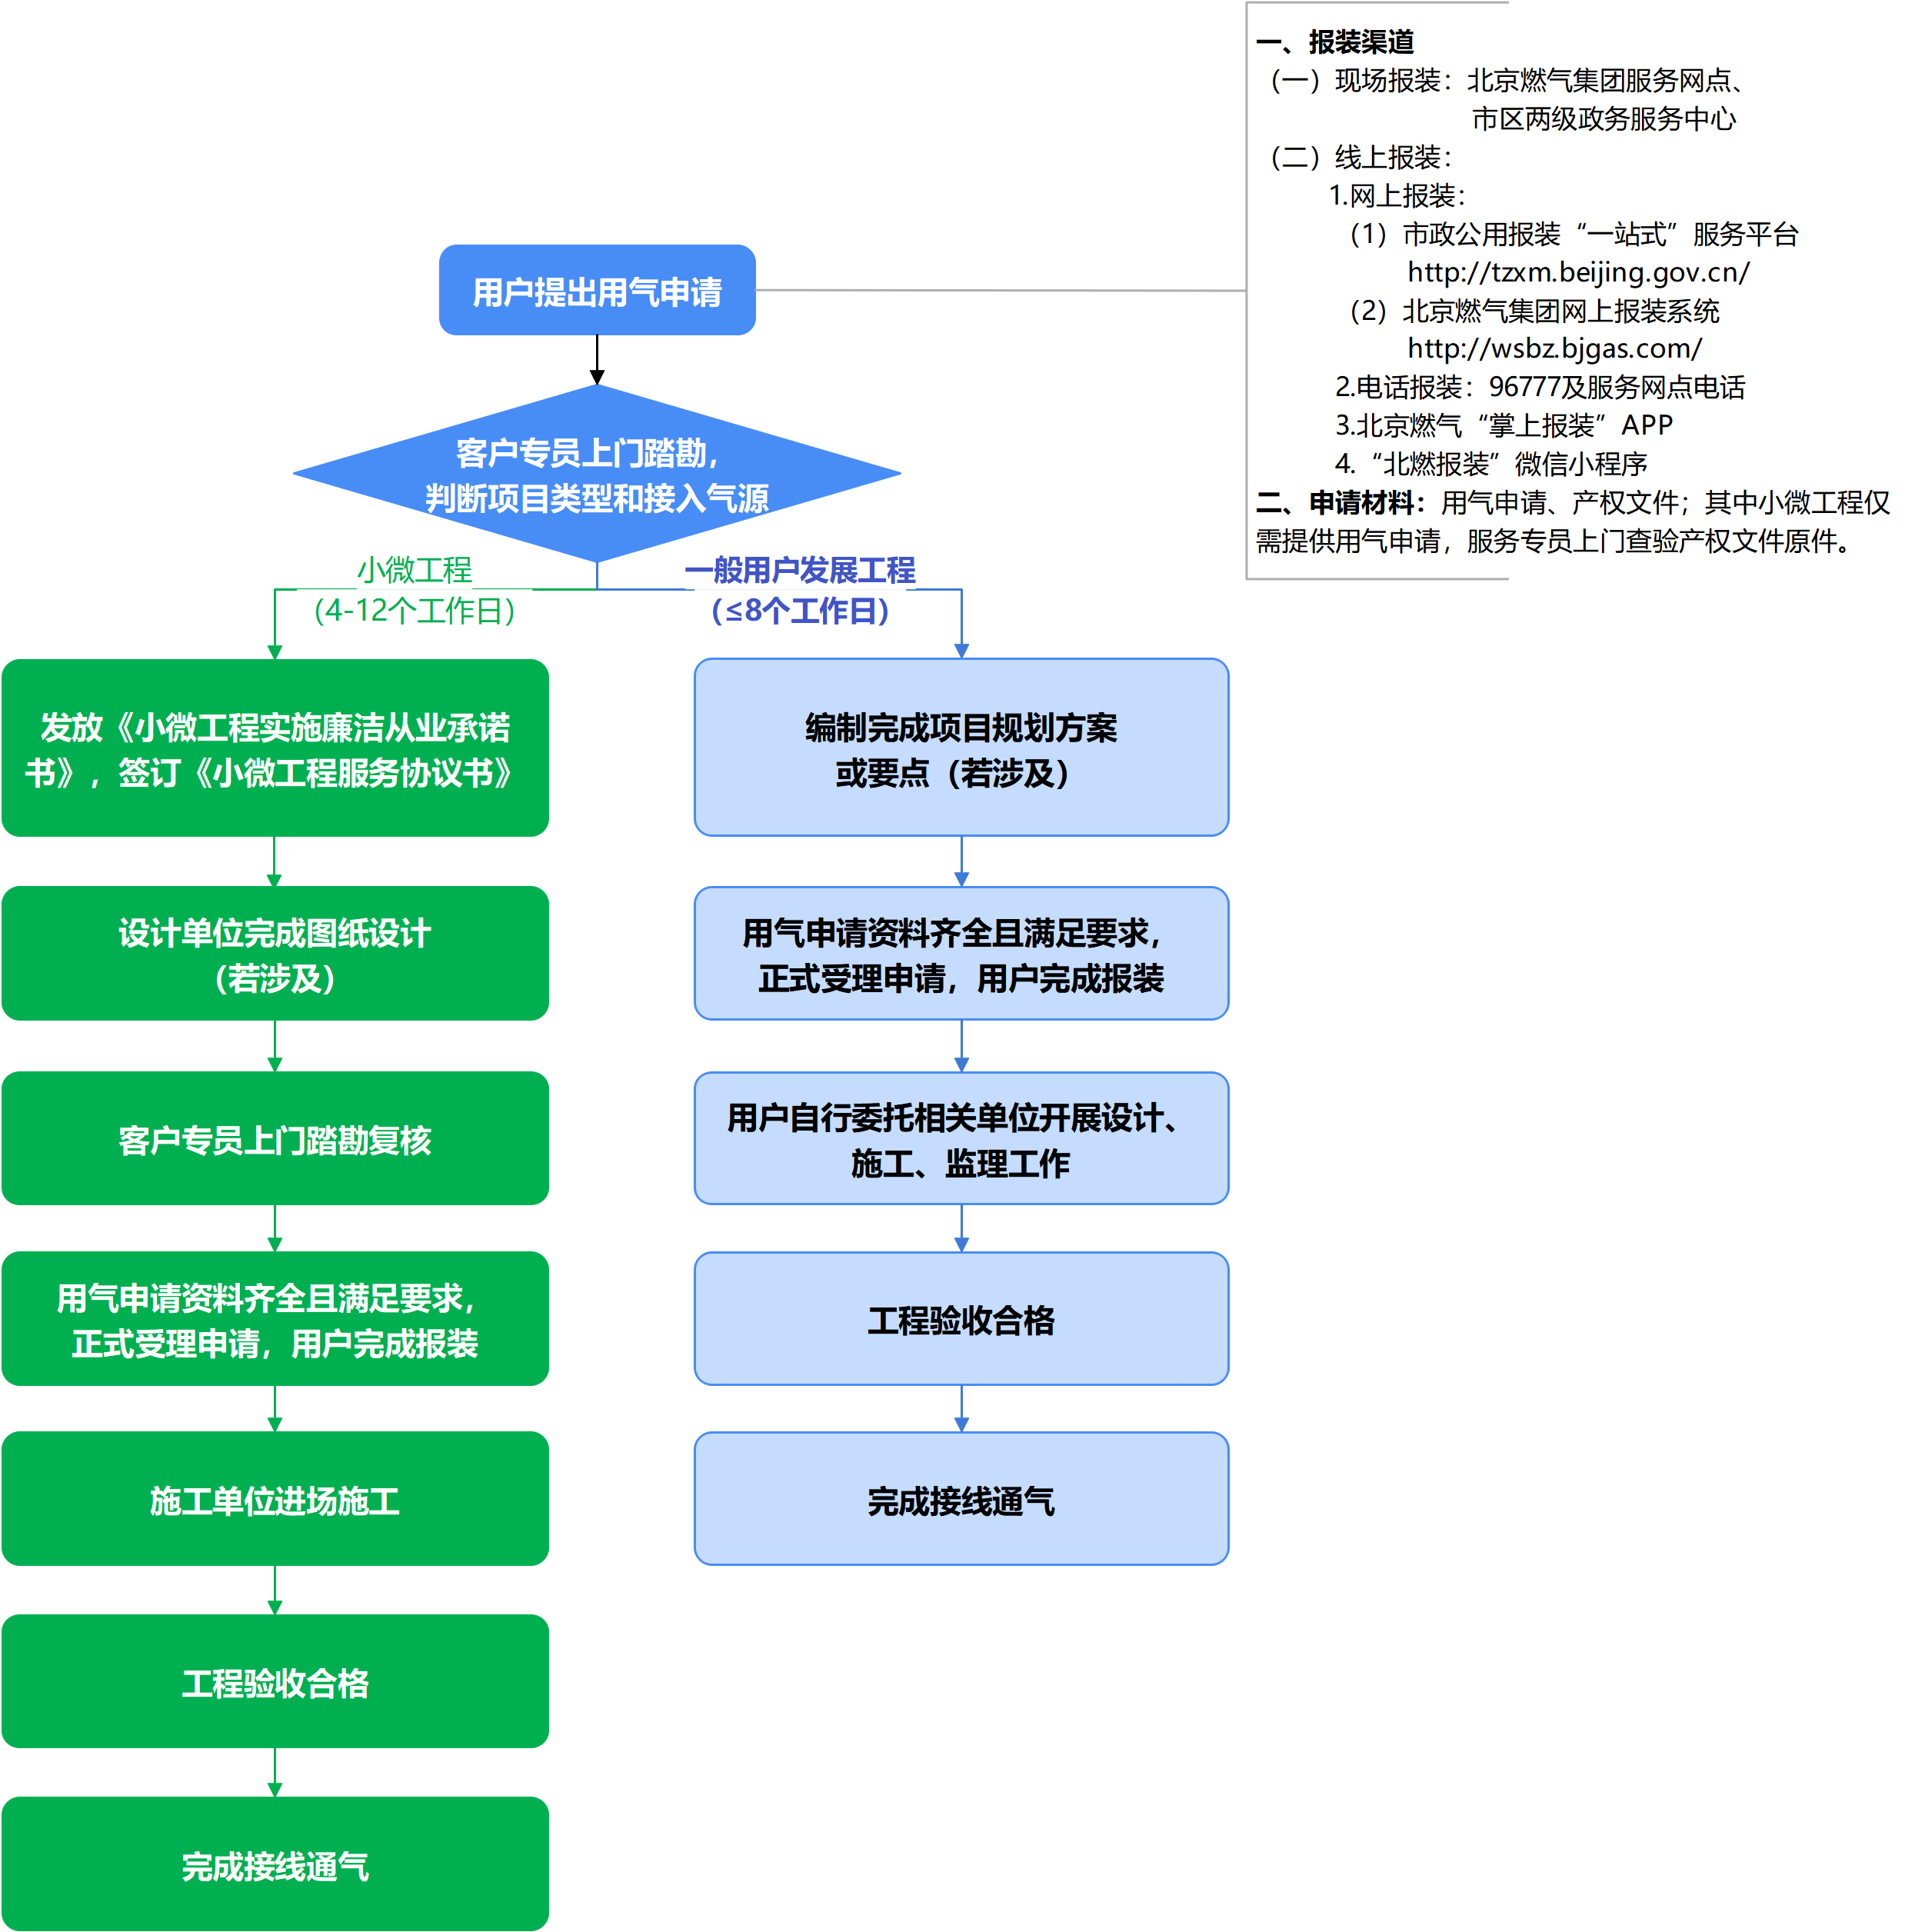 一、报装渠道
（一）现场报装：北京燃气集团服务网点、
市区两级政务服务中心
（二）线上报装：
1.网上报装：
（1）市政公用报装“一站式”服务平台
http://tzxm.beijing.gov.cn/
（2）北京燃气集团网上报装系统
http://wsbz.bjgas.com/
2.电话报装：96777及服务网点电话
3.北京燃气“掌上报装”APP
4.“北燃报装”微信小程序
二、申请材料：用气申请、产权文件；其中小微工程仅
需提供用气申请，服务专员上门查验产权文件原件。
用户提出用气申请
客户专员上门踏勘，
判断项目类型和接入气源
小微工程
（4-12个工作日）
一般用户发展工程
（≤8个工作日）
发放《小微工程实施廉洁从业承诺
书》，签订《小微工程服务协议书》
设计单位完成图纸设计
（若涉及）
客户专员上门踏勘复核
用气申请资料齐全且满足要求，
正式受理申请，用户完成报装
施工单位进场施工
工程验收合格
完成接线通气
编制完成项目规划方案
或要点（若涉及）
用气申请资料齐全且满足要求，
正式受理申请，用户完成报装
用户自行委托相关单位开展设计、
施工、监理工作
工程验收合格
完成接线通气